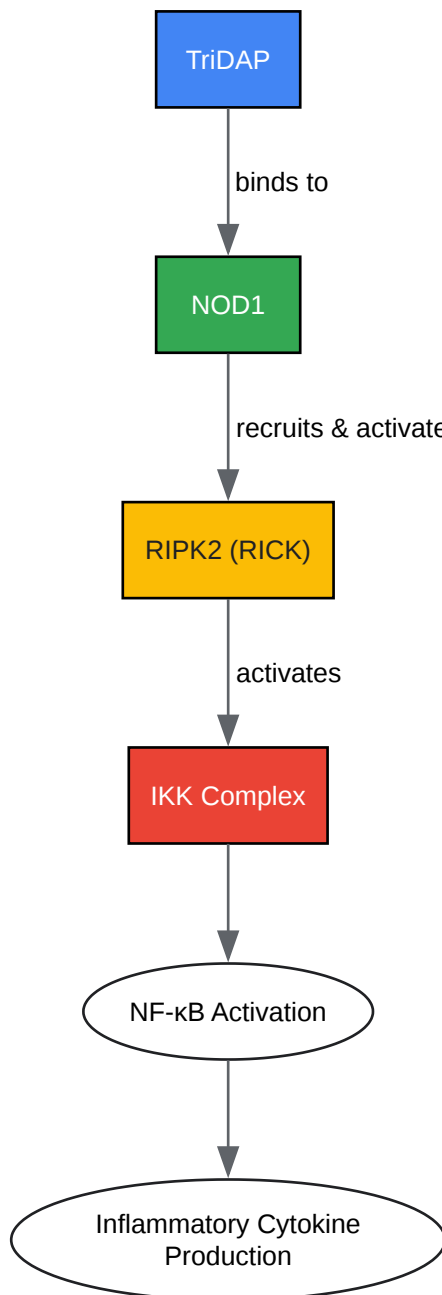 TriDAP
binds to
NOD1
recruits & activate
RIPK2 (RICK)
activates
IKK Complex
NF-κB Activation
Inflammatory Cytokine
Production